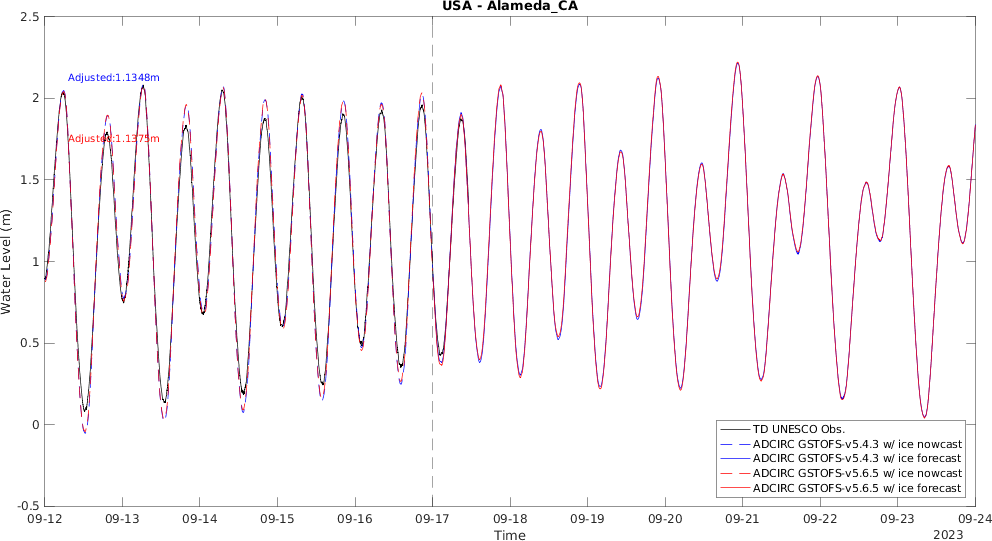 USA - Alameda_CA
2.5
2
1.5
1
0.5
0
-0.5
Water Level (m)
Adjusted:1.1348m
Adjusted:1.1375m
TD UNESCO Obs.
ADCIRC GSTOFS-v5.4.3 w/ ice nowcast
ADCIRC GSTOFS-v5.4.3 w/ ice forecast
ADCIRC GSTOFS-v5.6.5 w/ ice nowcast
ADCIRC GSTOFS-v5.6.5 w/ ice forecast
09-12 09-13 09-14 09-15 09-16 09-17 09-18 09-19 09-20 09-21 09-22 09-23 09-24
Time
2023